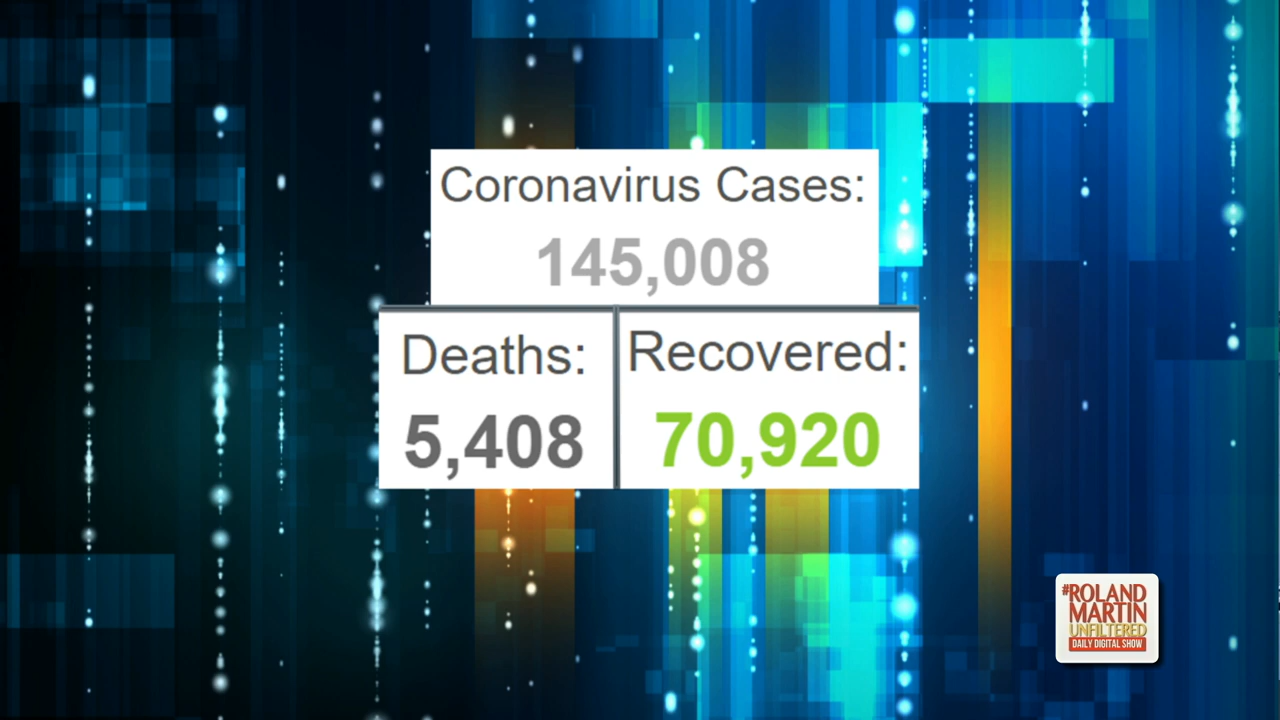 Coronavirus Cases:
145,008
Deaths:
5,408
Recovered:
70,920
#ROLAND
MARTIN
UNFILTERED
DAILY DIGITAL SHOW